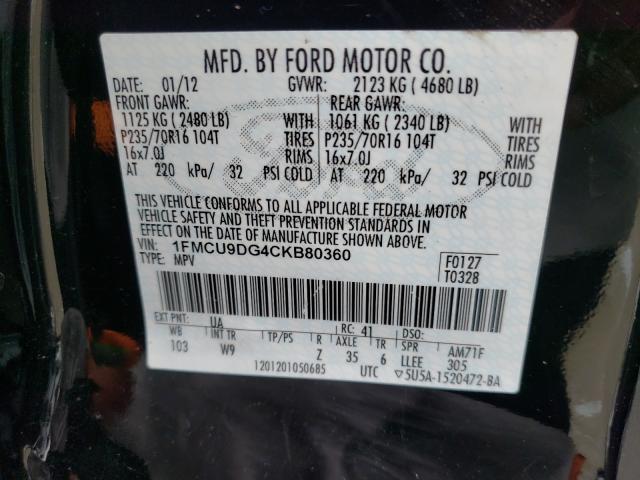 MFD. BY FORD MOTOR CO.
DATE: 01/12 GVWR: 2123 KG ( 4680 LB)
FRONT GAWR: REAR GAWR:
1125 KG ( 2480 LB) WITH 1061 KG ( 2340 LB) WITH
P235/70R16 104T TIRES P235/70R16 104T TIRES
16x7.0J RIMS 16x7.0J RIMS
AT 220 kPa/ 32 PSI COLD AT 220 kPa/ 32 PSI COLD
Ford
THIS VEHICLE CONFORMS TO ALL APPLICABLE FEDERAL MOTOR
VEHICLE SAFETY AND THEFT PREVENTION STANDARDS IN
EFFECT ON THE DATE OF MANUFACTURE SHOWN ABOVE.
VIN: 1FMCU9DG4CKB80360 F0127
TYPE: MPV T0328
EXT PNT: UA RC: 41 DSO:
WB INT TR TP/PS R AXLE TR SPR AM71F
103 W9 Z 35 6 LLEE 305
1201201050685 UTC ▽5U5A-1520472-BA